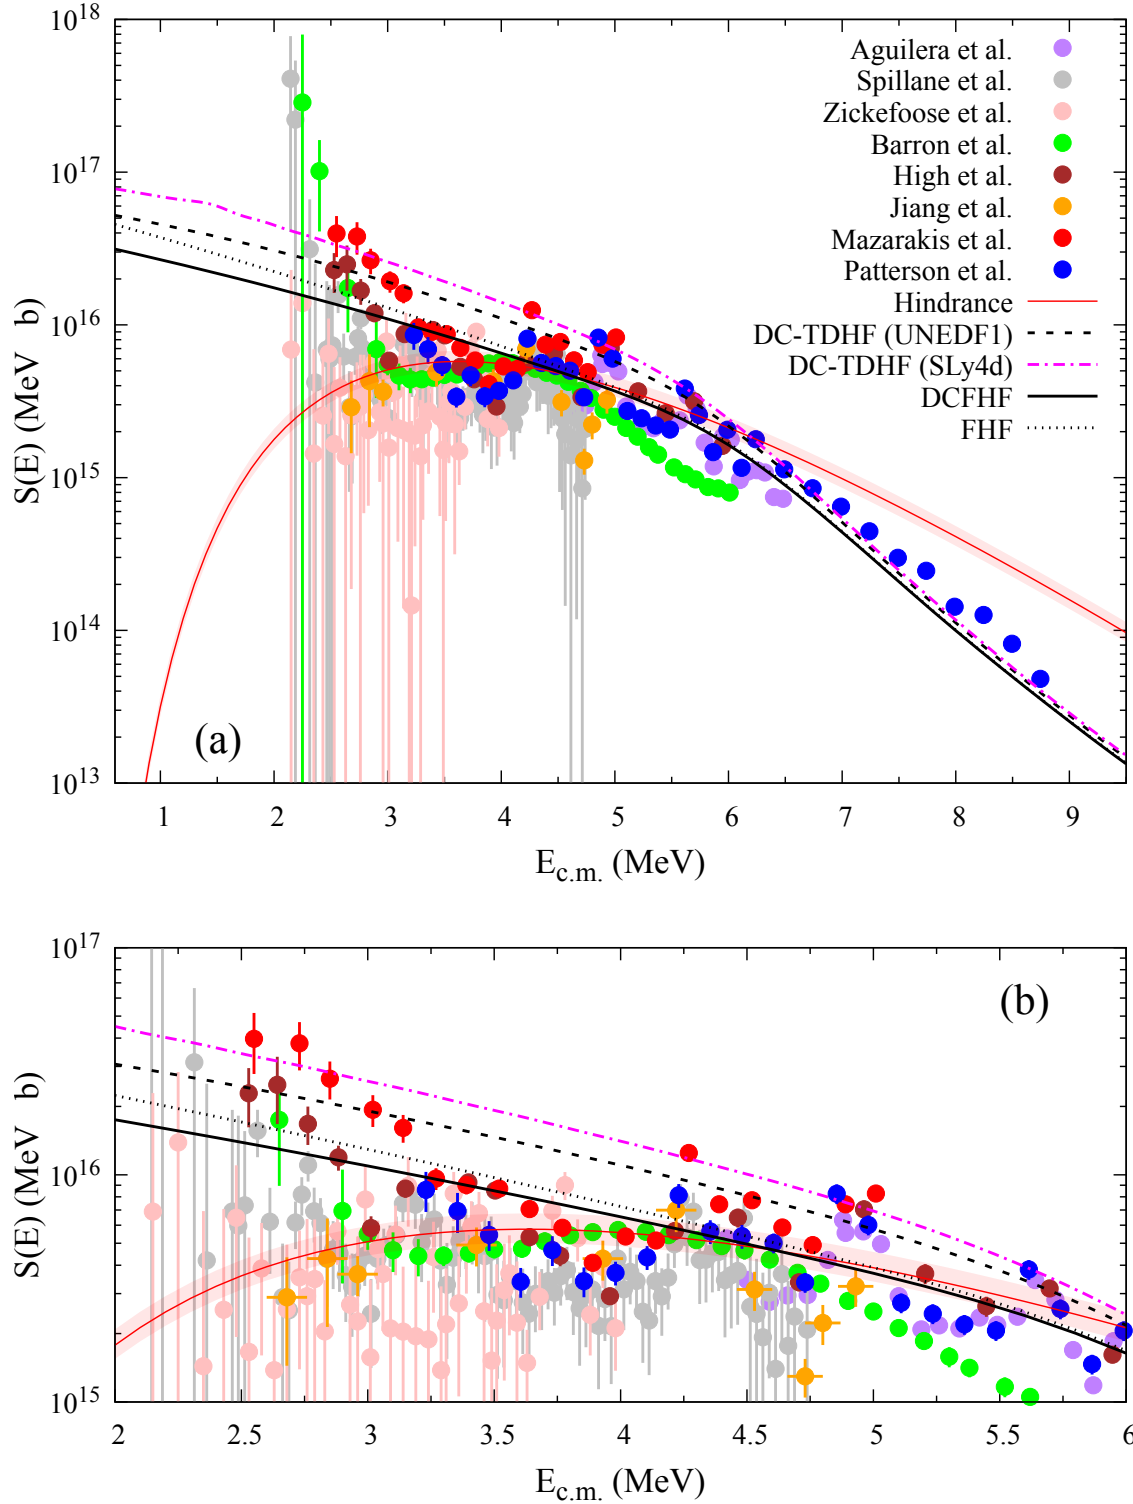 10^18
10^17
10^16
10^15
10^14
10^13
S(E) (MeV b)
Aguilera et al.
Spillane et al.
Zickefoose et al.
Barron et al.
High et al.
Jiang et al.
Mazarakis et al.
Patterson et al.
Hindrance
DC-TDHF (UNEDF1)
DC-TDHF (SLy4d)
DCFHF
FHF
(a)
1 2 3 4 5 6 7 8 9
E_c.m. (MeV)
10^17
10^16
10^15
S(E) (MeV b)
(b)
2 2.5 3 3.5 4 4.5 5 5.5 6
E_c.m. (MeV)